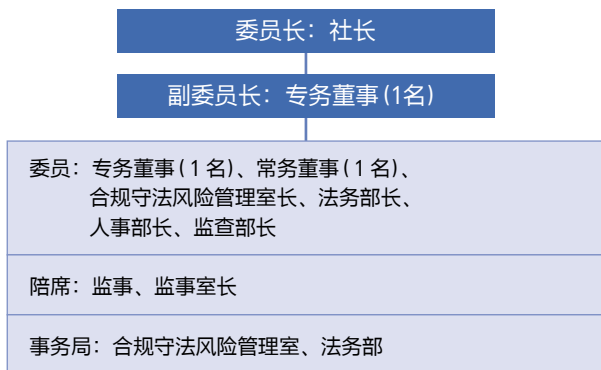 委员长：社长
副委员长：专务董事(1名)
委员：专务董事(1名)、常务董事(1名)、
合规守法风险管理室长、法务部长、
人事部长、监查部长
陪席：监事、监事室长
事务局：合规守法风险管理室、法务部